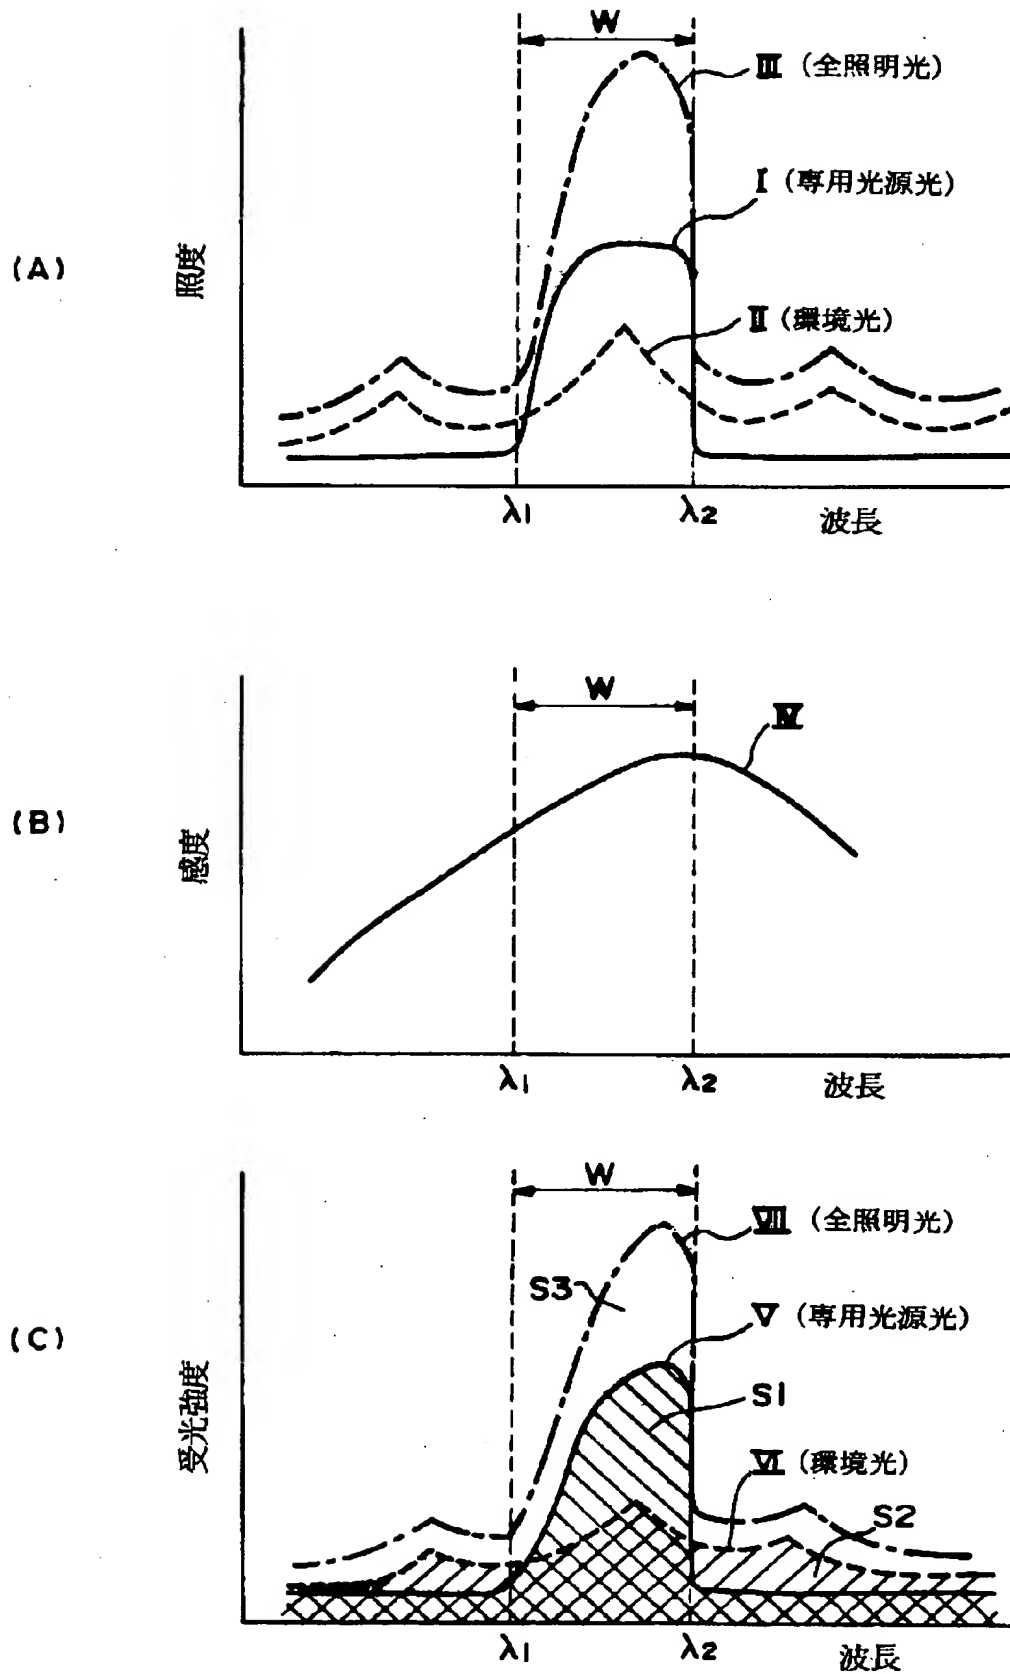 (A)
照度
W
III (全照明光)
I (専用光源光)
II (環境光)
λ1
λ2
波長
(B)
感度
W
IV
λ1
λ2
波長
(C)
受光強度
W
VII (全照明光)
S3
V (専用光源光)
S1
VI (環境光)
S2
λ1
λ2
波長